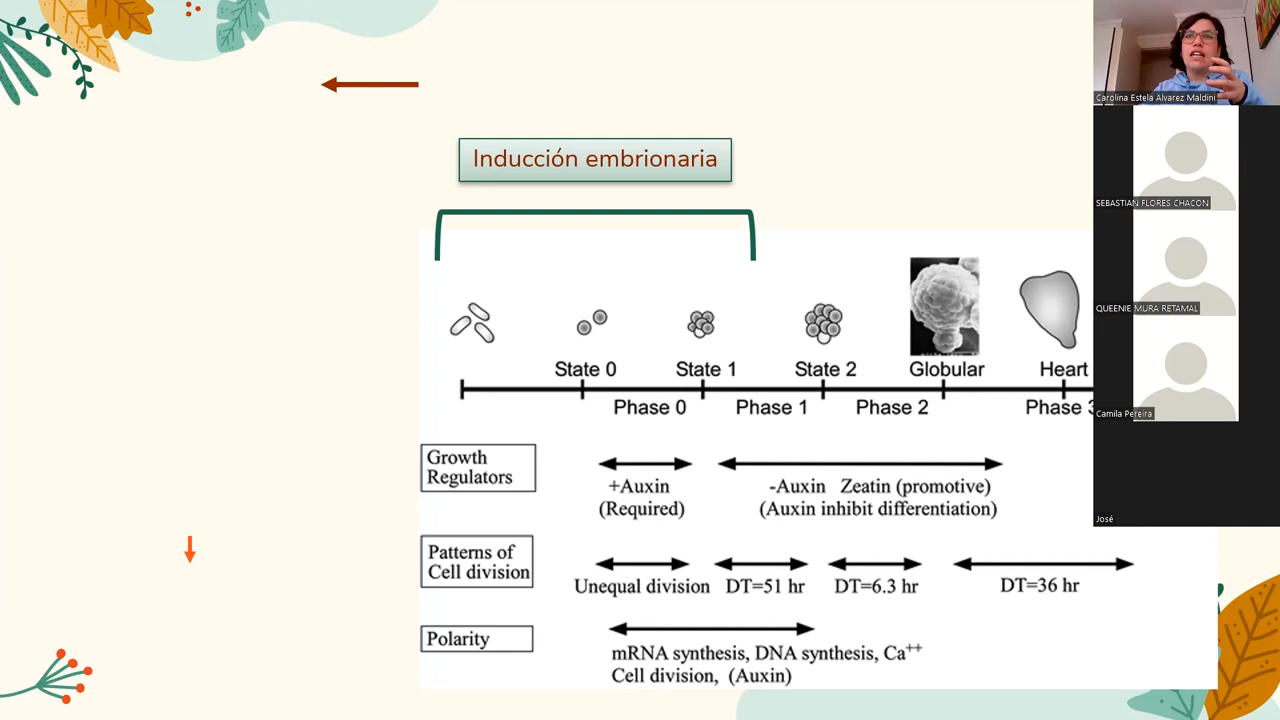 Inducción embrionaria
State 0
State 1
State 2
Globular
Heart
Phase 0
Phase 1
Phase 2
Phase 3
Growth
Regulators
+Auxin
(Required)
-Auxin Zeatin (promotive)
(Auxin inhibit differentiation)
Patterns of
Cell division
Unequal division
DT=51 hr
DT=6.3 hr
DT=36 hr
Polarity
mRNA synthesis, DNA synthesis, Ca++
Cell division, (Auxin)
Carolina Estela Alvarez Maldini
SEBASTIAN FLORES CHACON
QUEENIE MURA RETAMAL
Camila Pereira
José